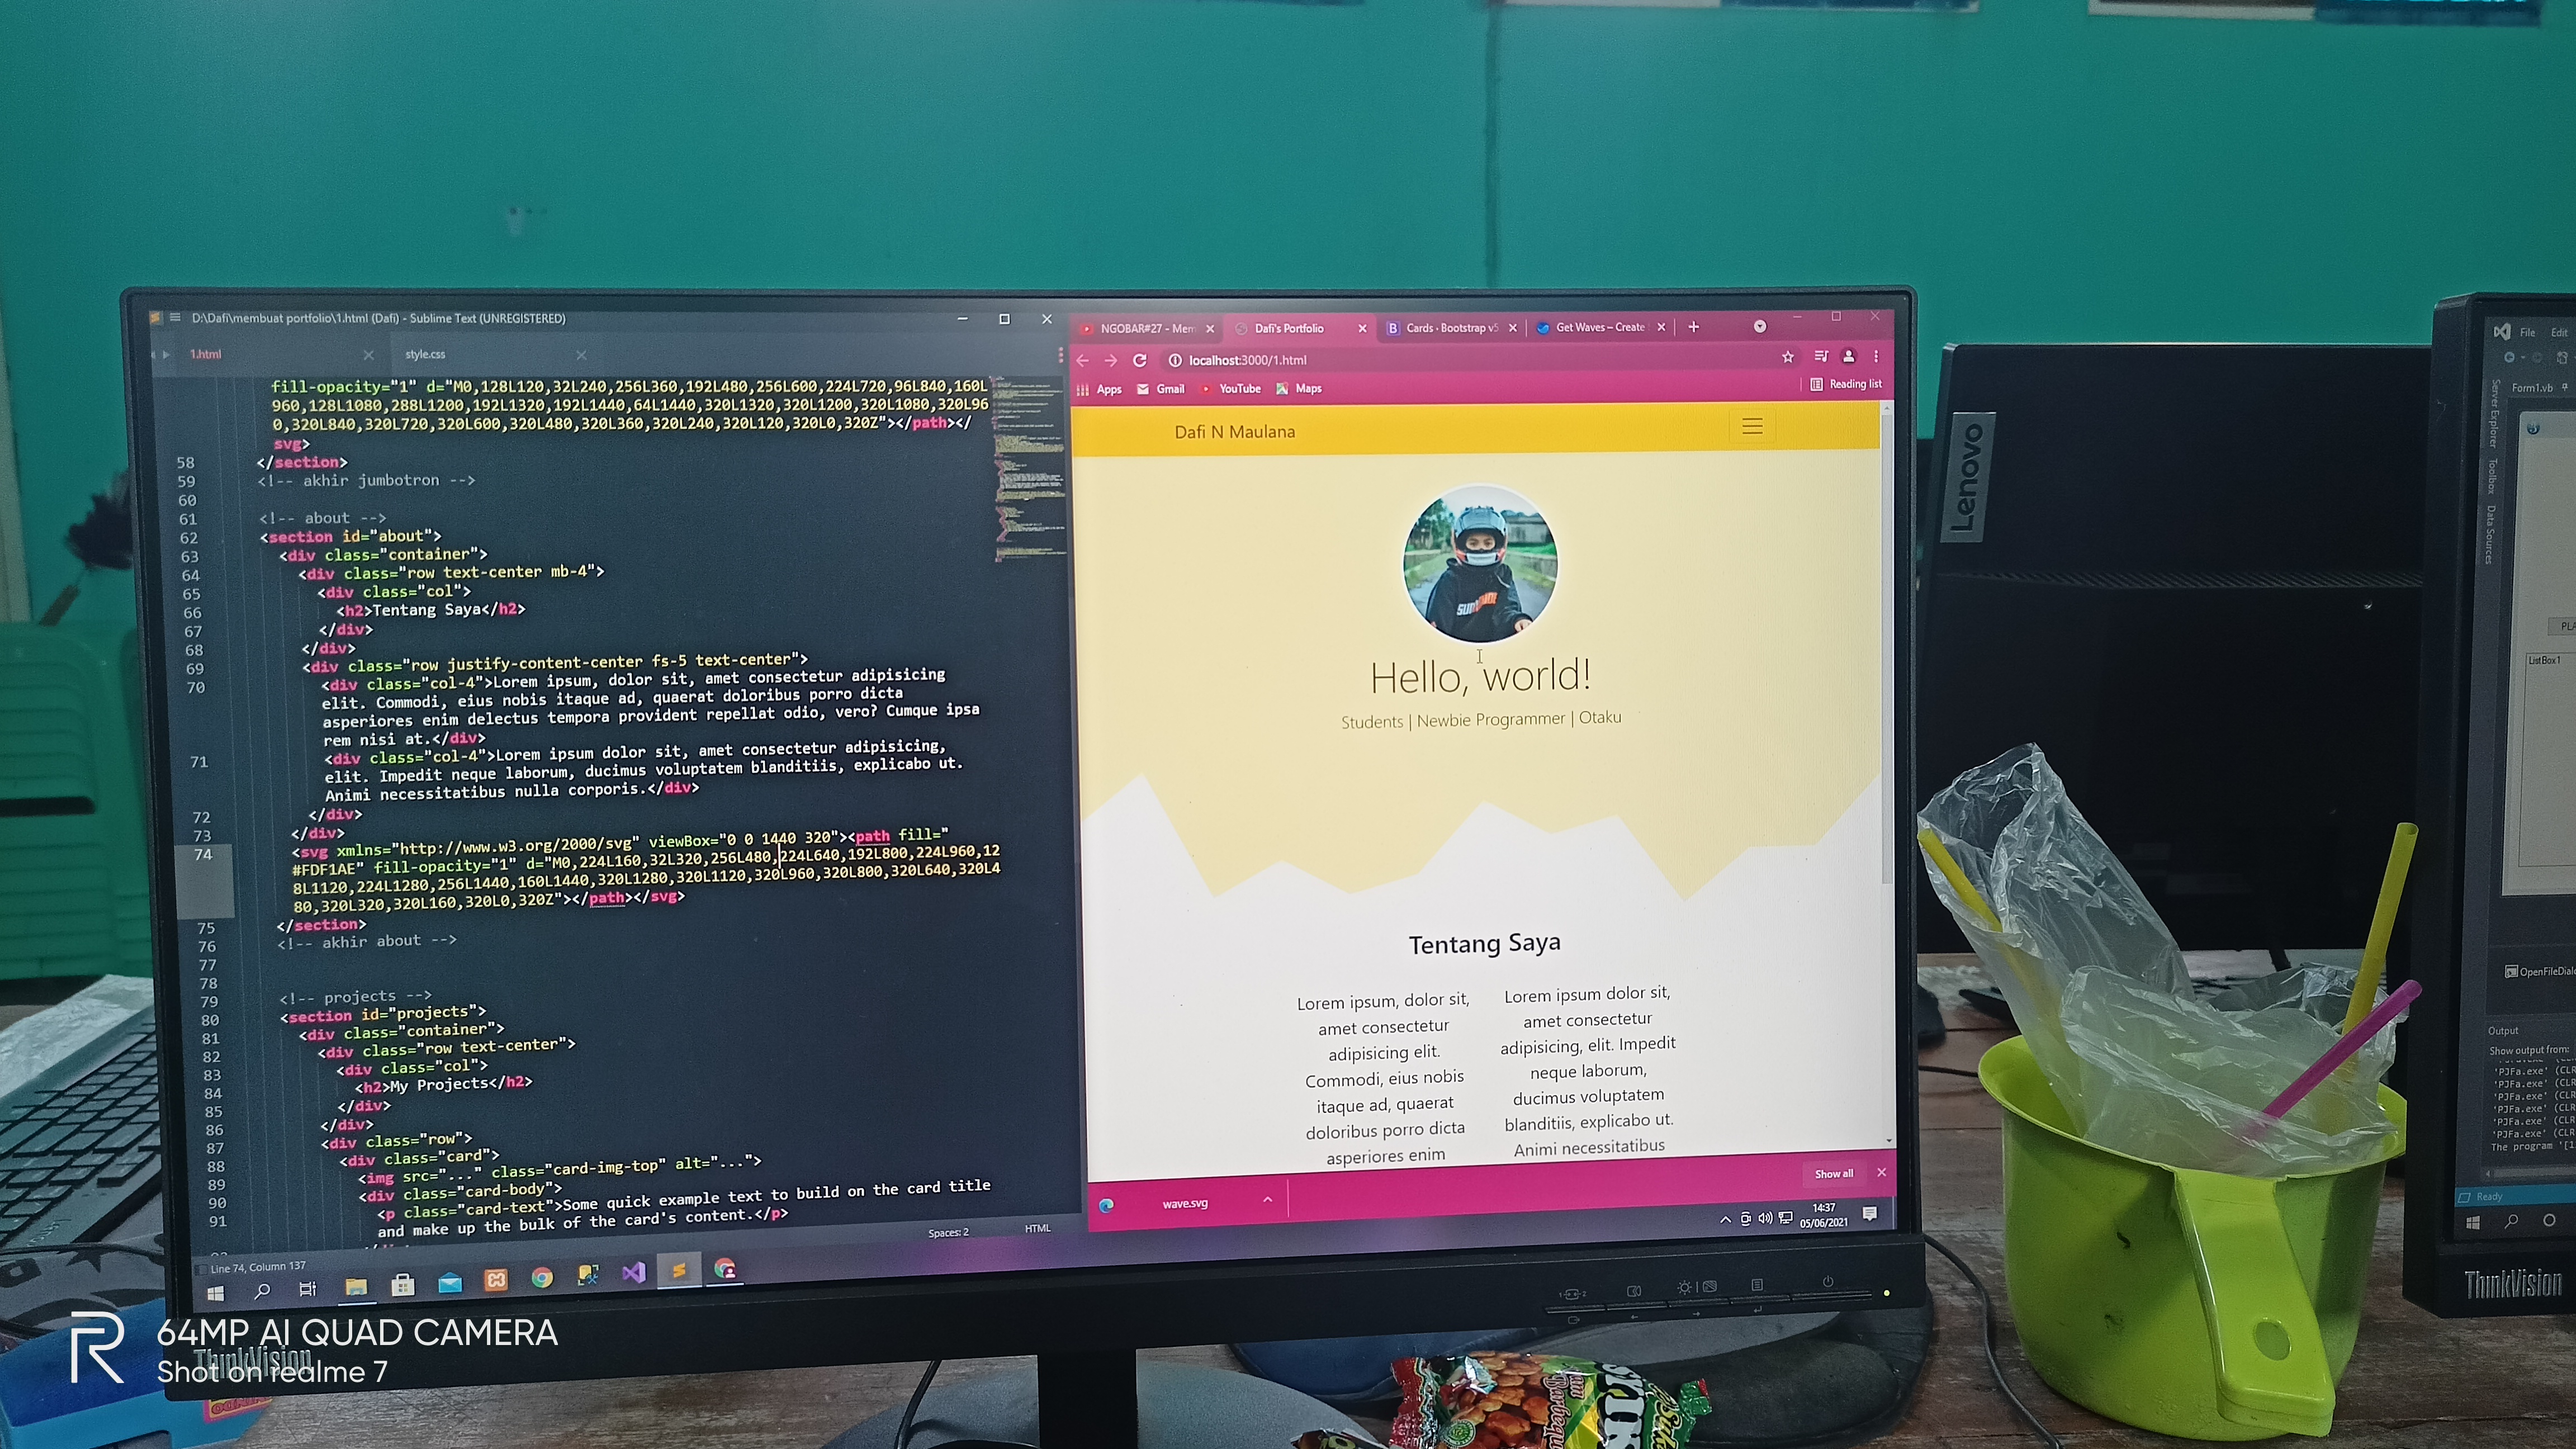 D:\Dafi\membuat portfolio\1.html (Dafi) - Sublime Text (UNREGISTERED)
1.html
style.css
fill-opacity="1" d="M0,128L120,32L240,256L360,192L480,256L600,224L720,96L840,160L
960,128L1080,288L1200,192L1320,192L1440,64L1440,320L1320,320L1200,320L1080,320L96
0,320L840,320L720,320L600,320L480,320L360,320L240,320L120,320L0,320Z"></path></
svg>
58 </section>
59 <!-- akhir jumbotron -->
60
61 <!-- about -->
62 <section id="about">
63 <div class="container">
64 <div class="row text-center mb-4">
65 <div class="col">
66 <h2>Tentang Saya</h2>
67 </div>
68 </div>
69 <div class="row justify-content-center fs-5 text-center">
70 <div class="col-4">Lorem ipsum, dolor sit, amet consectetur adipisicing
elit. Commodi, eius nobis itaque ad, quaerat doloribus porro dicta
asperiores enim delectus tempora provident repellat odio, vero? Cumque ipsa
rem nisi at.</div>
71 <div class="col-4">Lorem ipsum dolor sit, amet consectetur adipisicing,
elit. Impedit neque laborum, ducimus voluptatem blanditiis, explicabo ut.
Animi necessitatibus nulla corporis.</div>
72 </div>
73 </div>
74 <svg xmlns="http://www.w3.org/2000/svg" viewBox="0 0 1440 320"><path fill="
#FDF1AE" fill-opacity="1" d="M0,224L160,32L320,256L480,224L640,192L800,224L960,12
8L1120,224L1280,256L1440,160L1440,320L1280,320L1120,320L960,320L800,320L640,320L4
80,320L320,320L160,320L0,320Z"></path></svg>
75 </section>
76 <!-- akhir about -->
77
78
79 <!-- projects -->
80 <section id="projects">
81 <div class="container">
82 <div class="row text-center">
83 <div class="col">
84 <h2>My Projects</h2>
85 </div>
86 </div>
87 <div class="row">
88 <div class="card">
89 <img src="..." class="card-img-top" alt="...">
90 <div class="card-body">
91 <p class="card-text">Some quick example text to build on the card title
and make up the bulk of the card's content.</p>
Line 74, Column 137
Spaces: 2
HTML
NGOBAR#27 - Mem
Dafi's Portfolio
Cards · Bootstrap v5
Get Waves – Create
localhost:3000/1.html
Apps
Gmail
YouTube
Maps
Reading list
Dafi N Maulana
SUN
Hello, world!
Students | Newbie Programmer | Otaku
Tentang Saya
Lorem ipsum, dolor sit,
amet consectetur
adipisicing elit.
Commodi, eius nobis
itaque ad, quaerat
doloribus porro dicta
asperiores enim
Lorem ipsum dolor sit,
amet consectetur
adipisicing, elit. Impedit
neque laborum,
ducimus voluptatem
blanditiis, explicabo ut.
Animi necessitatibus
wave.svg
Show all
14:37
05/06/2021
ThinkVision
64MP AI QUAD CAMERA
Shot on realme 7
Lenovo
File Edit
Form1.vb
Server Explorer
Toolbox
Data Sources
PLA
ListBox1
OpenFileDial
Output
Show output from:
'PJFa.exe' (CLR
'PJFa.exe' (CLR
'PJFa.exe' (CLR
'PJFa.exe' (CLR
'PJFa.exe' (CLR
'PJFa.exe' (CLR
The program '[1
Ready
ThinkVision